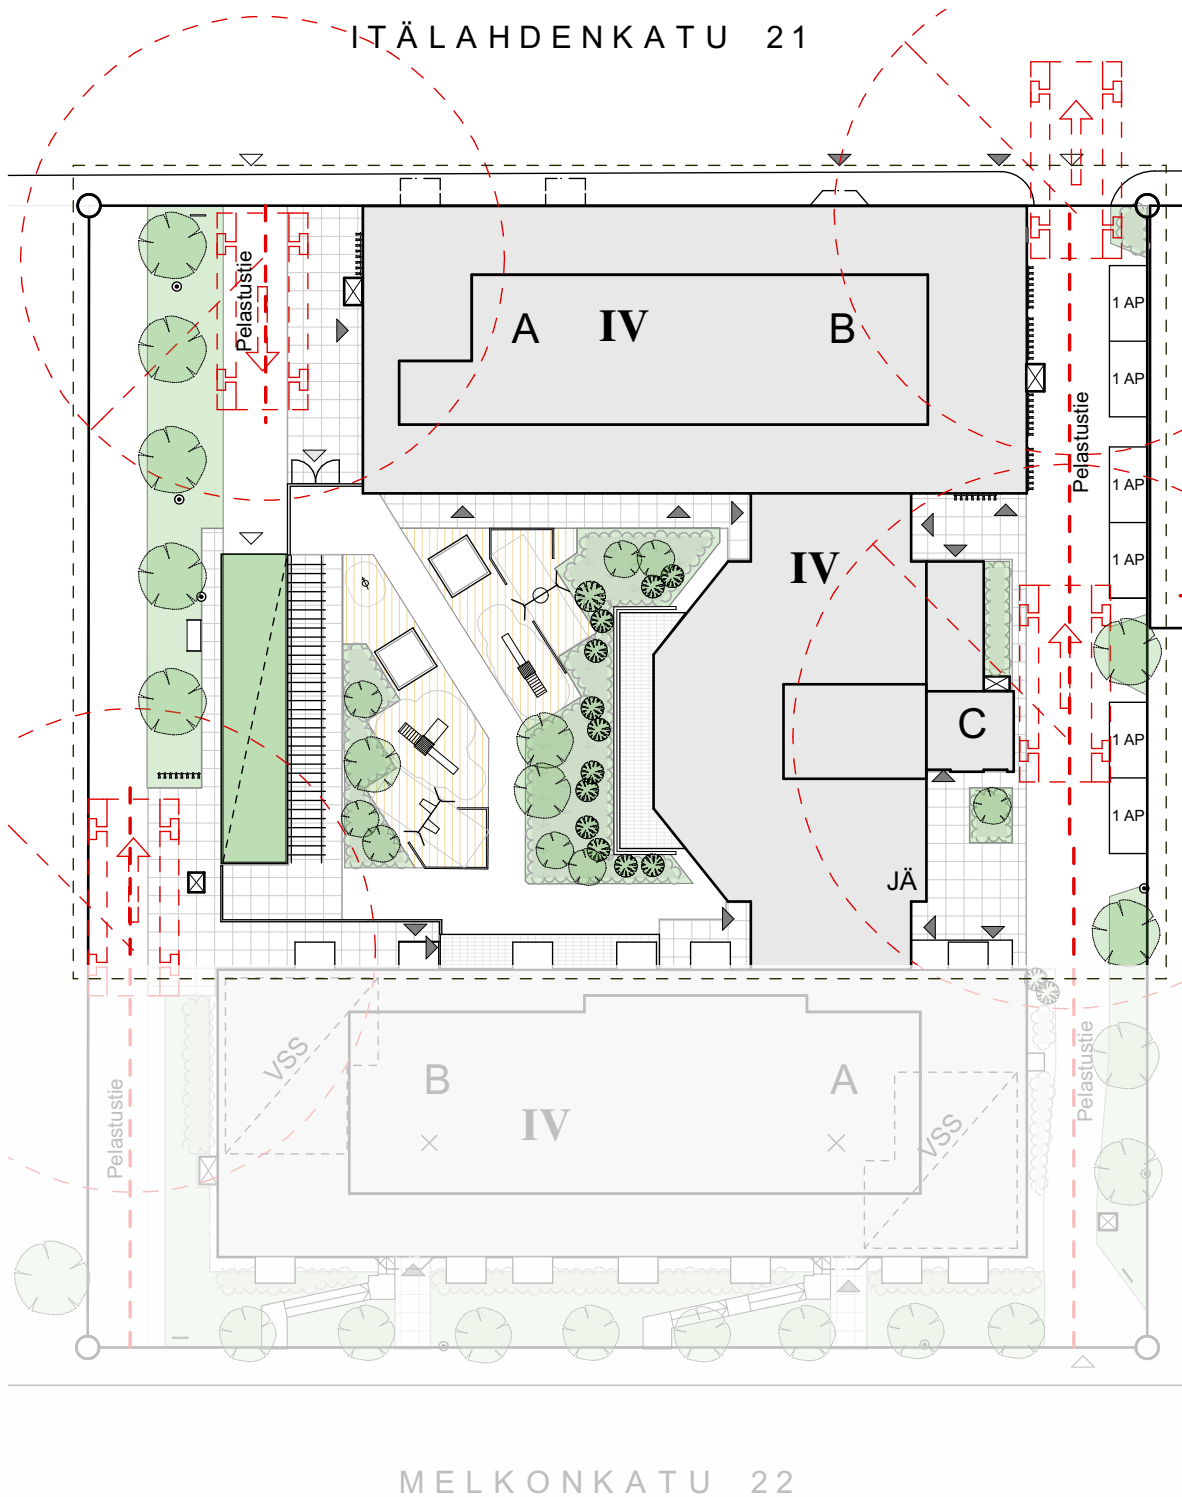 ITÄLAHDENKATU 21
Pelastustie
A IV B
1 AP
1 AP
Pelastustie
1 AP
1 AP
IV
C
1 AP
1 AP
JÄ
VSS
B
IV
A
VSS
Pelastustie
Pelastustie
MELKONKATU 22